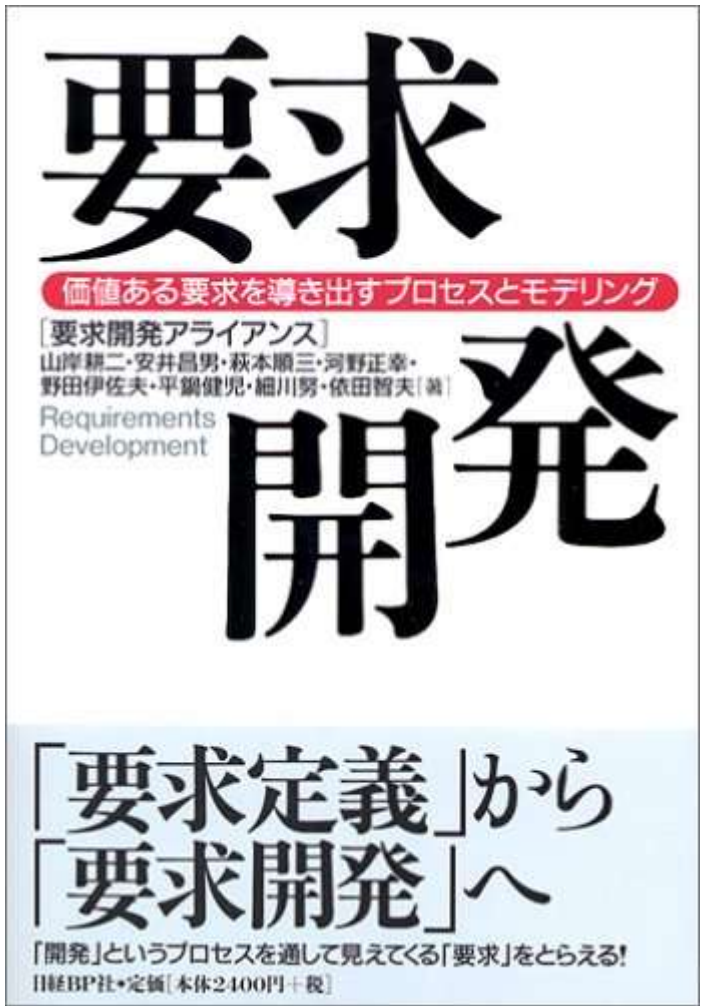 要求
価値ある要求を導き出すプロセスとモデリング
[要求開発アライアンス]
山岸耕二・安井昌男・萩本順三・河野正幸・
野田伊佐夫・平鍋健児・細川努・依田智夫[著]
Requirements
Development
開発
「要求定義」から
「要求開発」へ
「開発」というプロセスを通して見えてくる「要求」をとらえる!
日経BP社•定価[本体2400円+税]